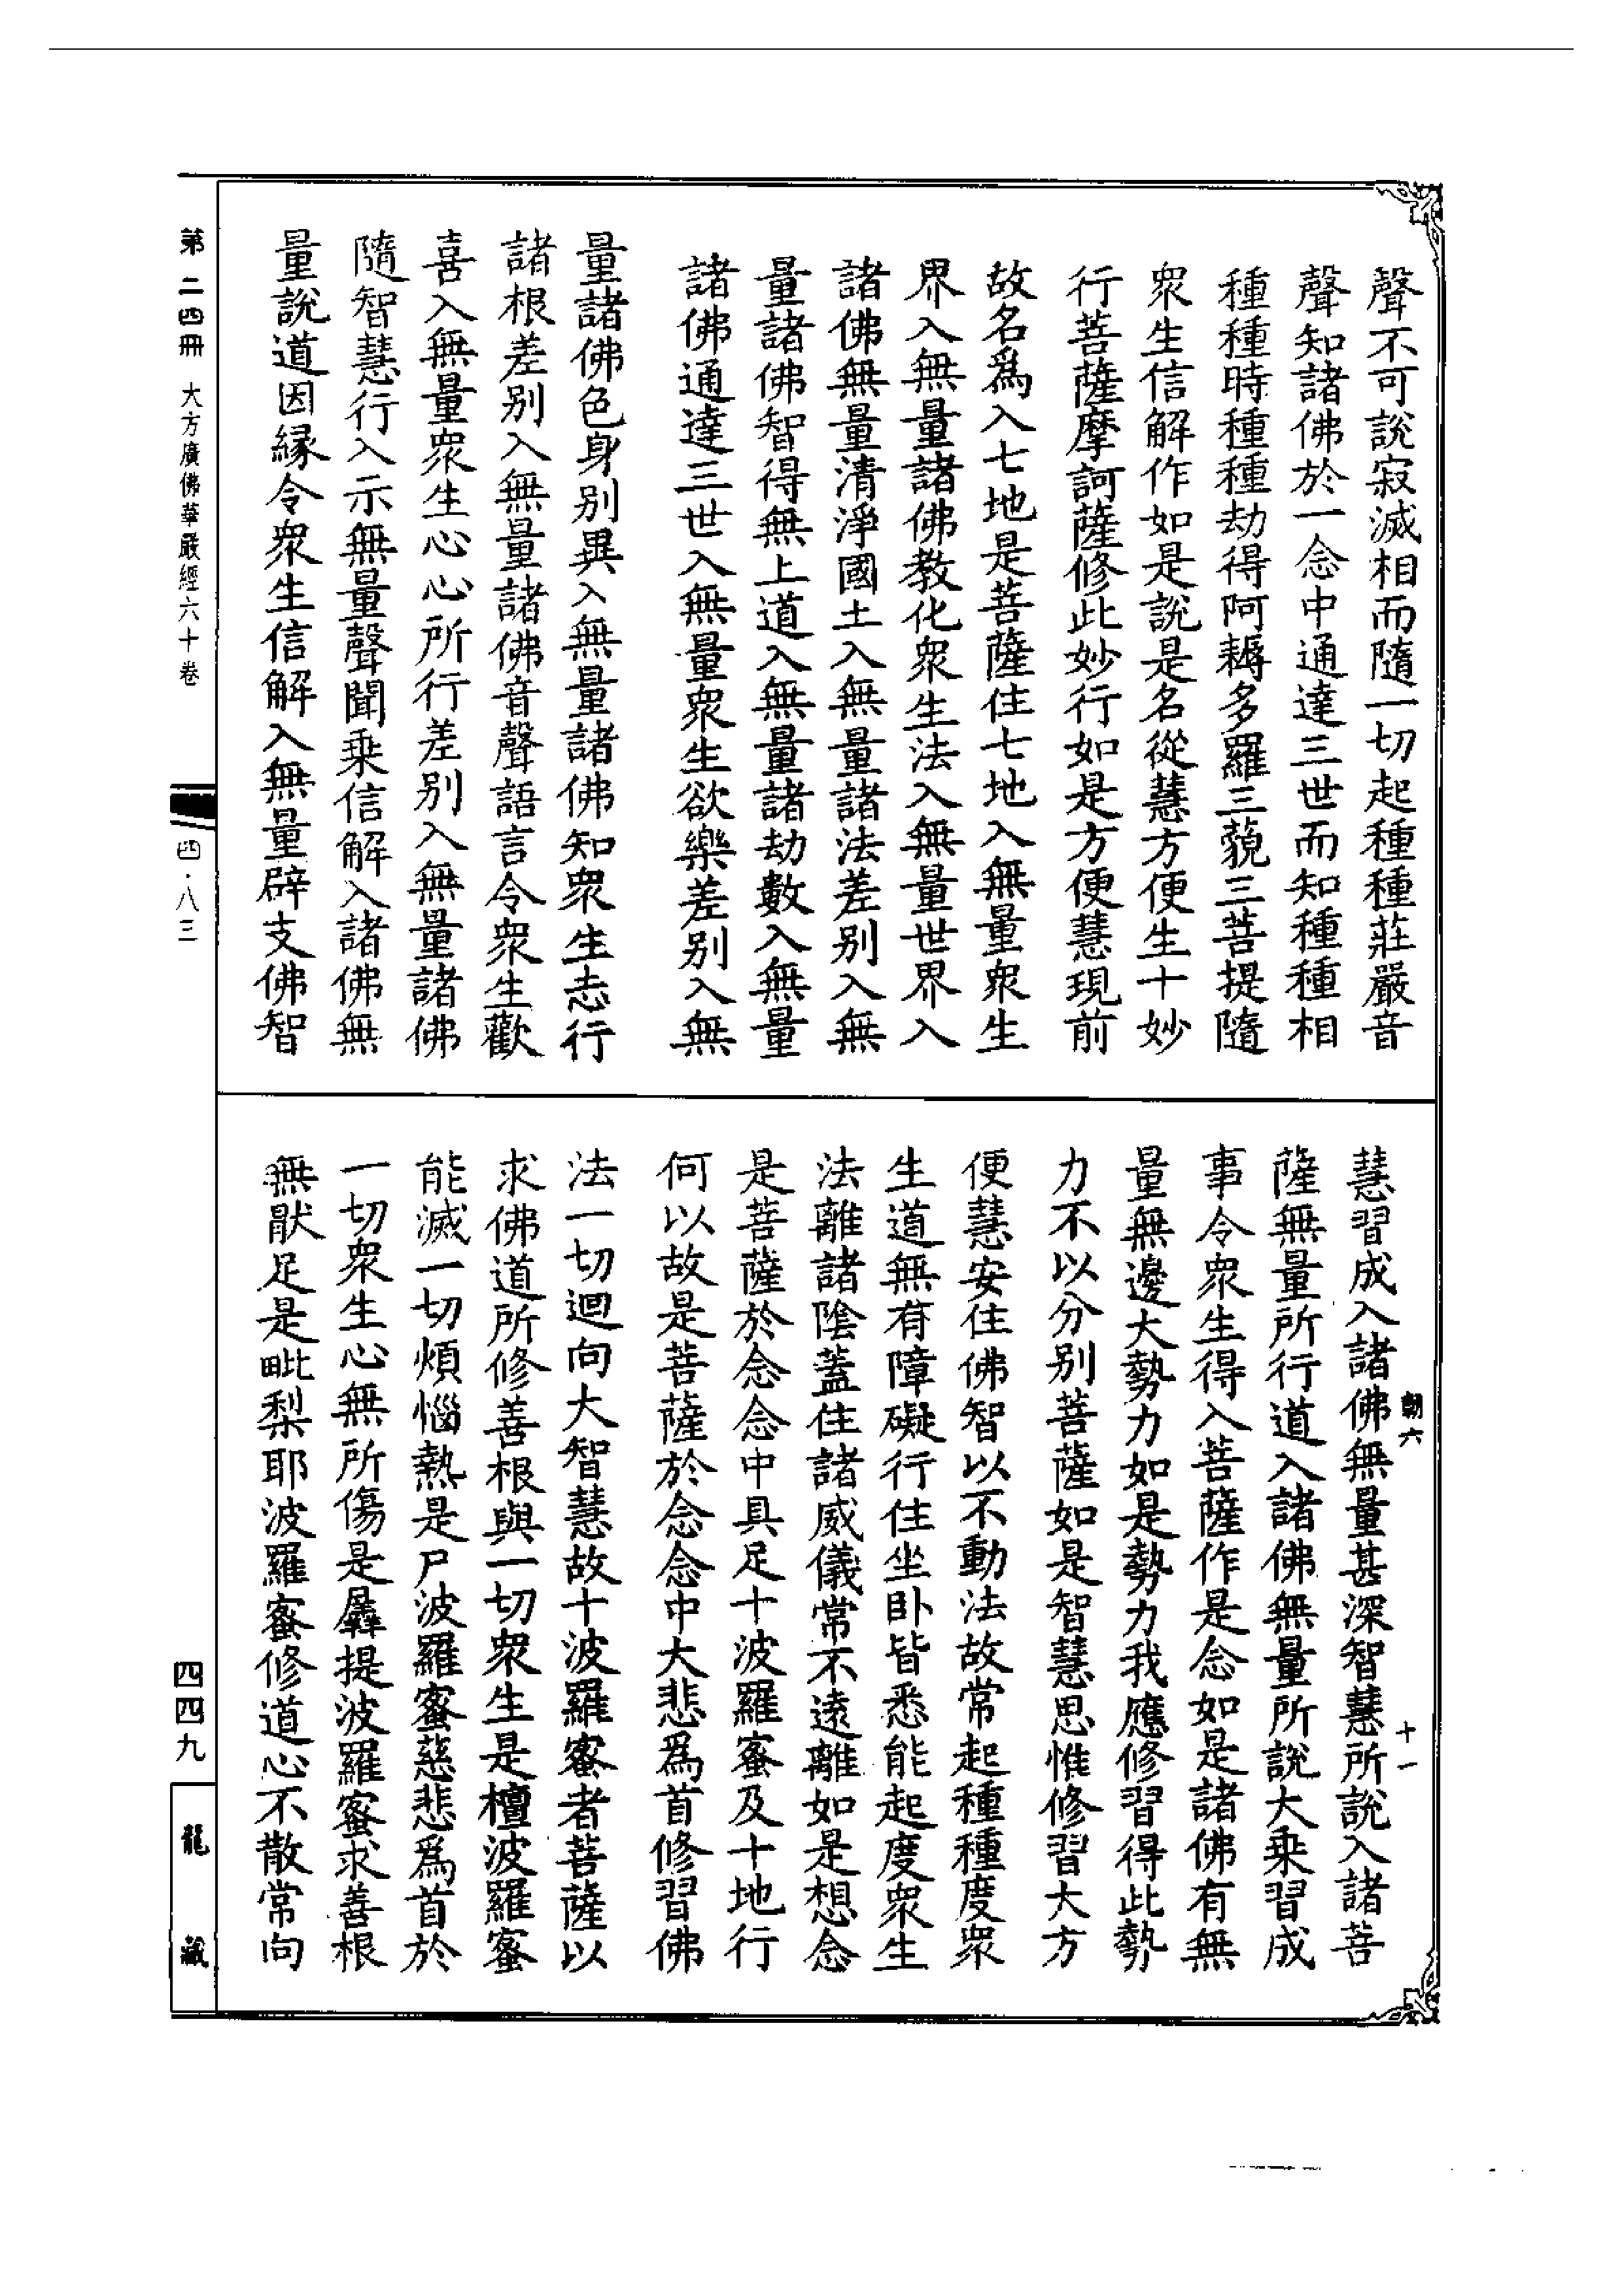 聲不可說寂滅相而隨一切起種種莊嚴音
聲知諸佛於一念中通達三世而知種種相
種種時種種劫得阿耨多羅三藐三菩提隨
眾生信解作如是說是名從慧方便生十妙
行菩薩摩訶薩修此妙行如是方便慧現前
故名爲入七地是菩薩住七地入無量眾生
界入無量諸佛教化眾生法入無量世界入
諸佛無量清淨國土入無量諸法差別入無
量諸佛智得無上道入無量諸劫數入無量
諸佛通達三世入無量眾生欲樂差別入無
量諸佛色身別異入無量諸佛知眾生志行
諸根差別入無量諸佛音聲語言令眾生歡
喜入無量眾生心心所行差別入無量諸佛
隨智慧行入示無量聲聞乘信解入諸佛無
量說道因緣令眾生信解入無量辟支佛智
慧習成入諸佛無量甚深智慧所說入諸菩
薩無量所行道入諸佛無量所說大乘習成
事令眾生得入菩薩作是念如是諸佛有無
量無邊大勢力如是勢力我應修習得此勢
力不以分別菩薩如是智慧思惟修習大方
便慧安住佛智以不動法故常起種種度眾
生道無有障礙行住坐臥皆悉能起度眾生
法離諸陰蓋住諸威儀常不遠離如是想念
是菩薩於念念中具足十波羅蜜及十地行
何以故是菩薩於念念中大悲爲首修習佛
法一切迴向大智慧故十波羅蜜者菩薩以
求佛道所修善根與一切眾生是檀波羅蜜
能滅一切煩惱熱是尸波羅蜜慈悲爲首於
一切眾生心無所傷是羼提波羅蜜求善根
無猒足是毗梨耶波羅蜜修道心不散常向
朝六
十一
第二四冊 大方廣佛華嚴經六十卷
四·八三
四四九
龍藏